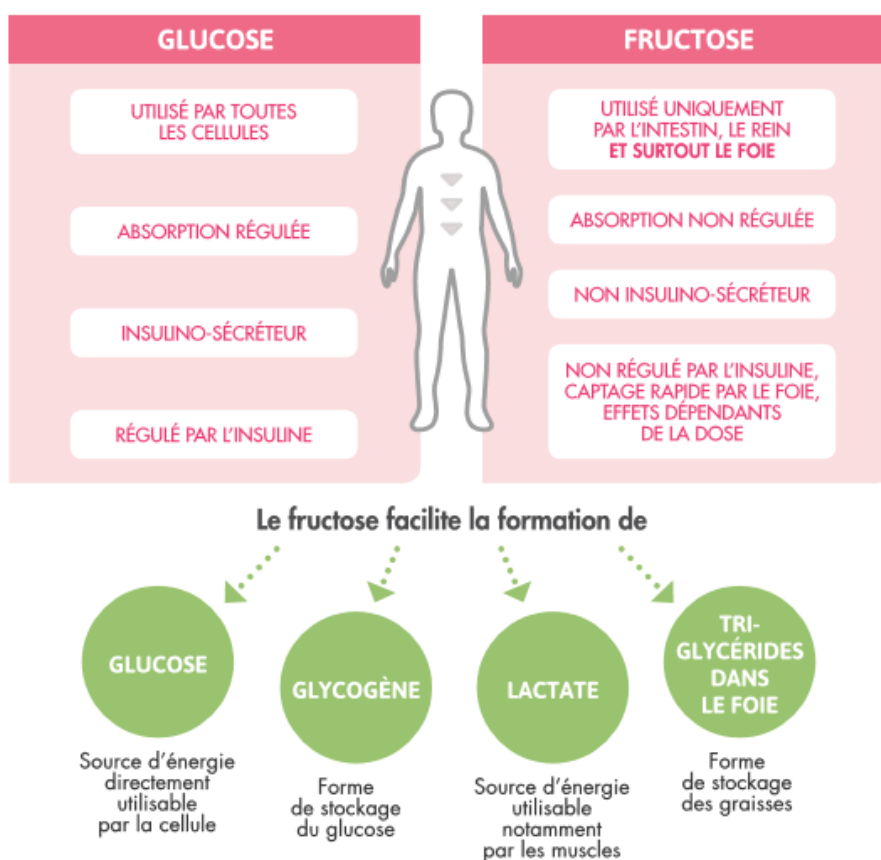 GLUCOSE
UTILISÉ PAR TOUTES
LES CELLULES
ABSORPTION RÉGULÉE
INSULINO-SÉCRÉTEUR
RÉGULÉ PAR L'INSULINE
FRUCTOSE
UTILISÉ UNIQUEMENT
PAR L'INTESTIN, LE REIN
ET SURTOUT LE FOIE
ABSORPTION NON RÉGULÉE
NON INSULINO-SÉCRÉTEUR
NON RÉGULÉ PAR L'INSULINE,
CAPTAGE RAPIDE PAR LE FOIE,
EFFETS DÉPENDANTS
DE LA DOSE
Le fructose facilite la formation de
GLUCOSE
Source d'énergie
directement
utilisable
par la cellule
GLYCOGÈNE
Forme
de stockage
du glucose
LACTATE
Source d'énergie
utilisable
notamment
par les muscles
TRI-
GLYCÉRIDES
DANS
LE FOIE
Forme
de stockage
des graisses